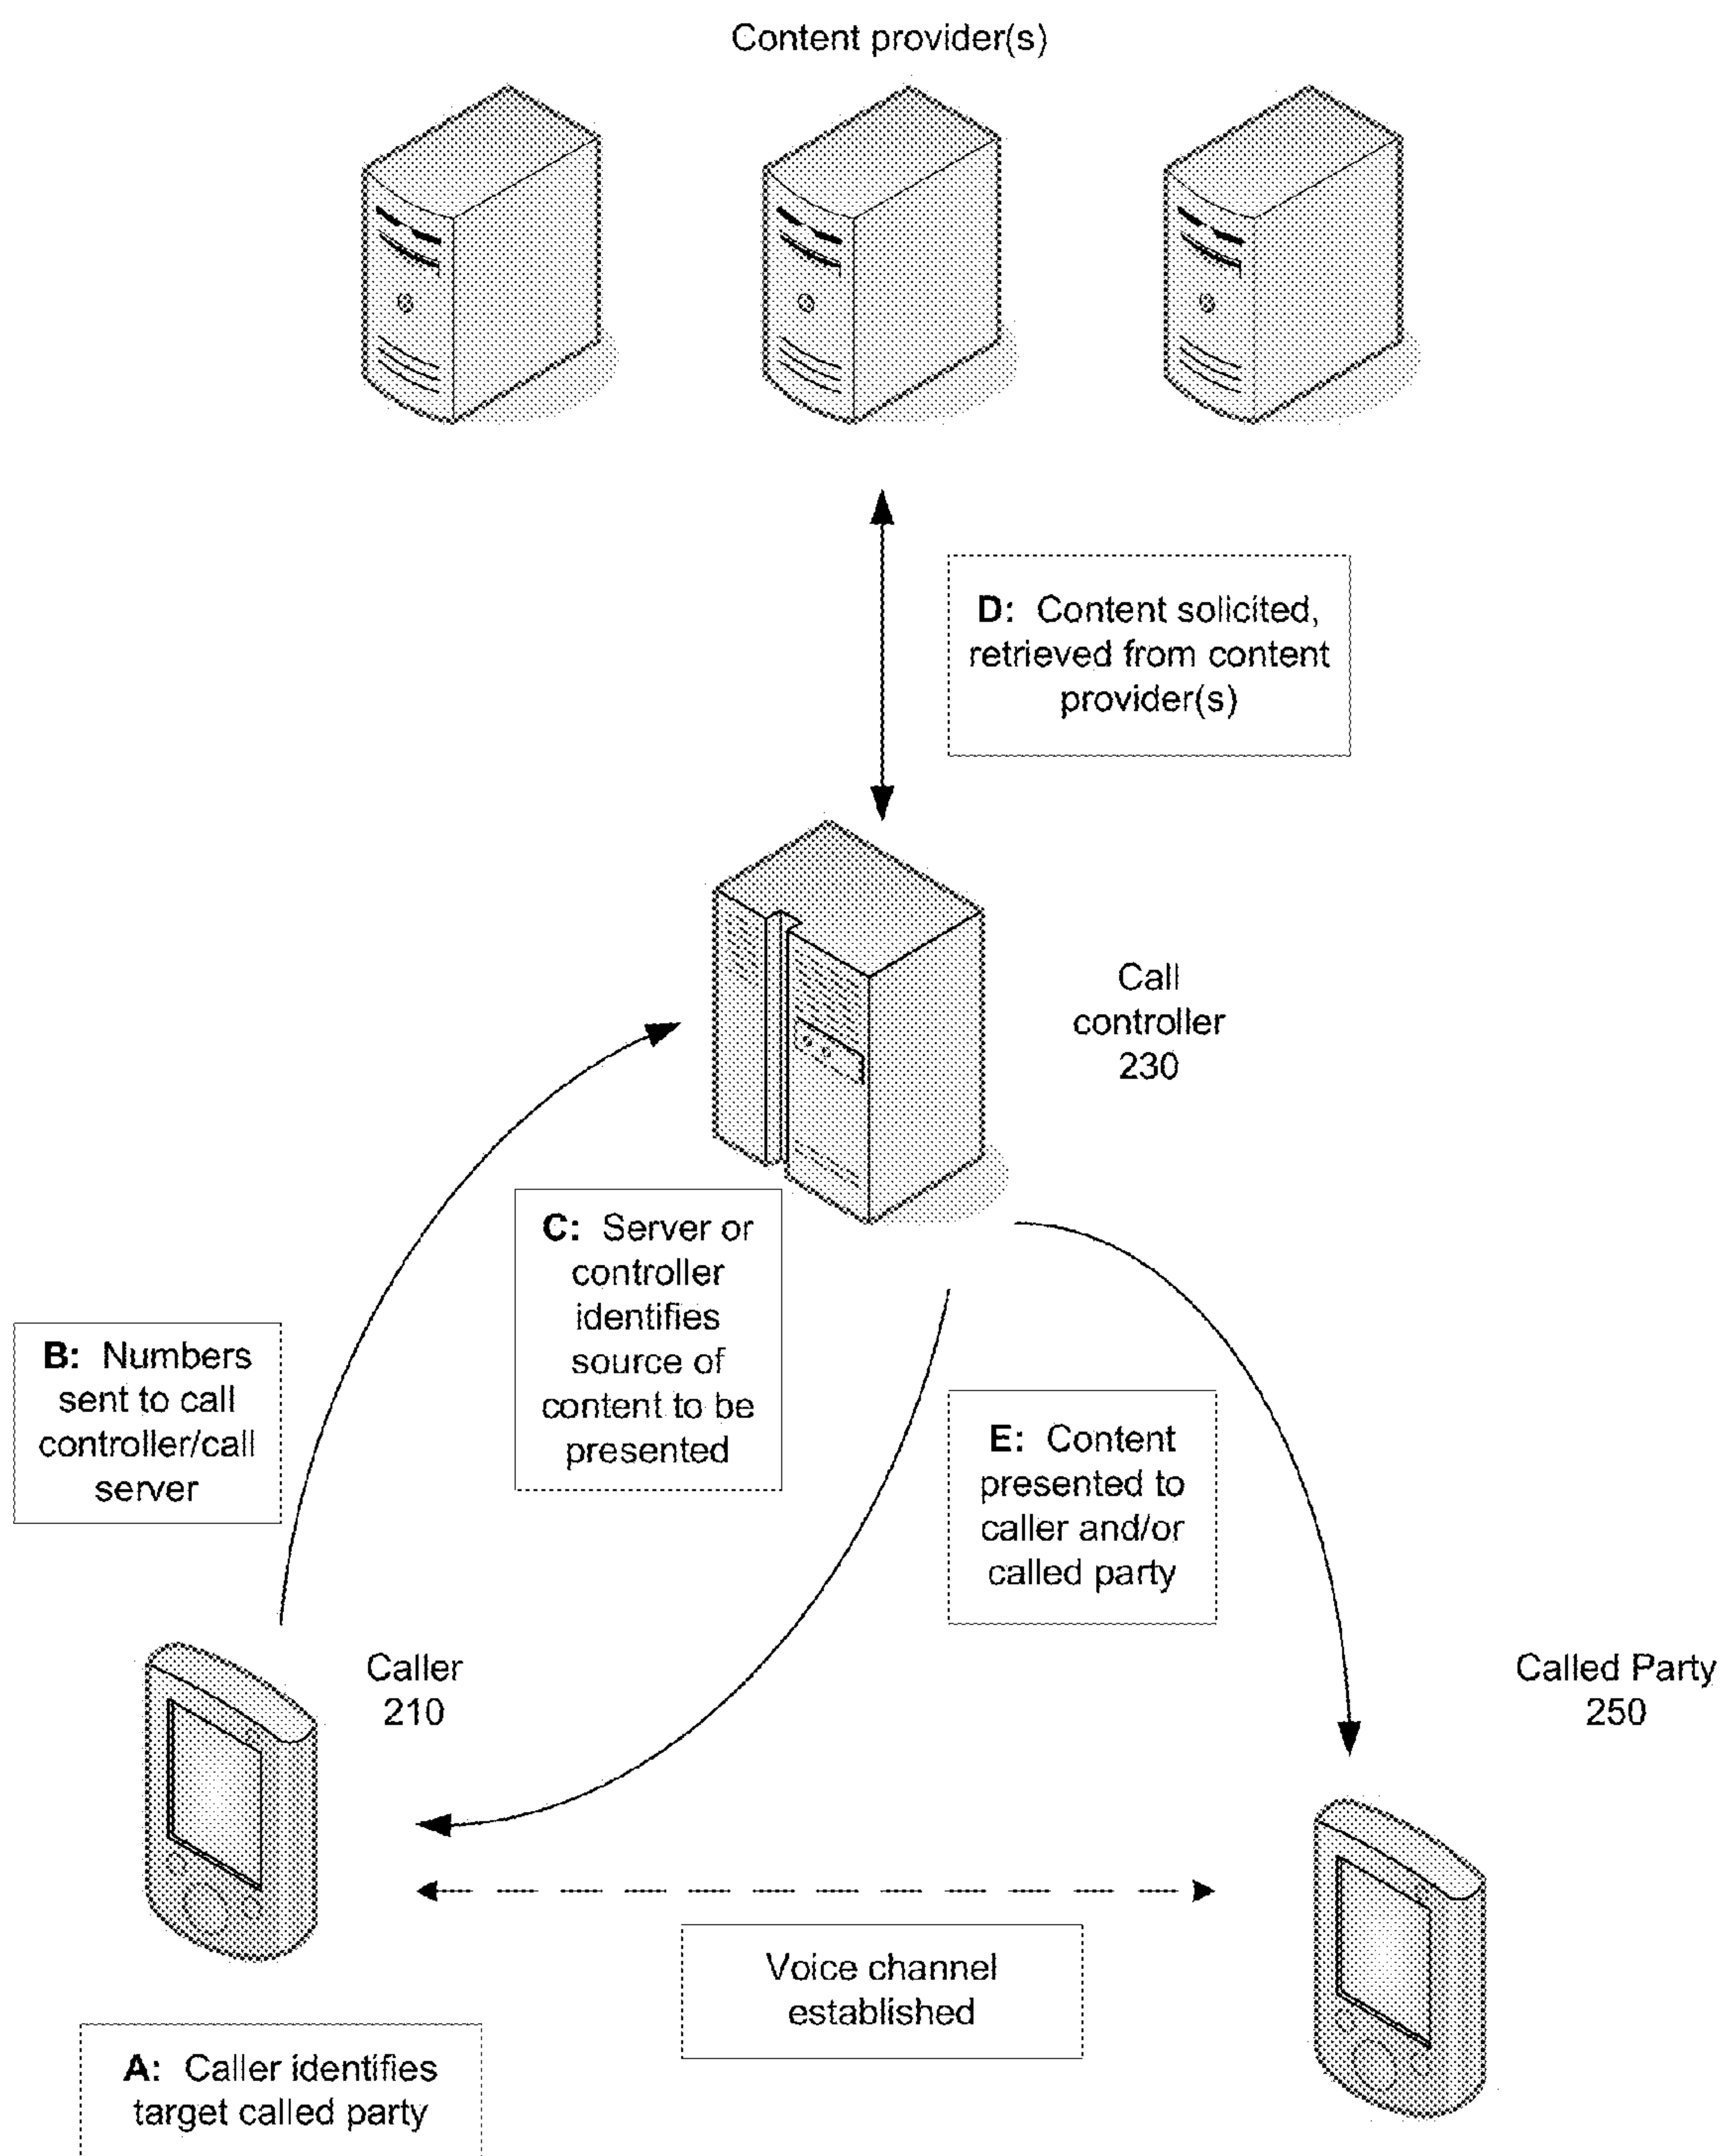 Content provider(s)
D: Content solicited,
retrieved from content
provider(s)
Call
controller
230
C: Server or
controller
identifies
source of
content to be
presented
B: Numbers
sent to call
controller/call
server
E: Content
presented to
caller and/or
called party
Caller
210
Called Party
250
Voice channel
established
A: Caller identifies
target called party